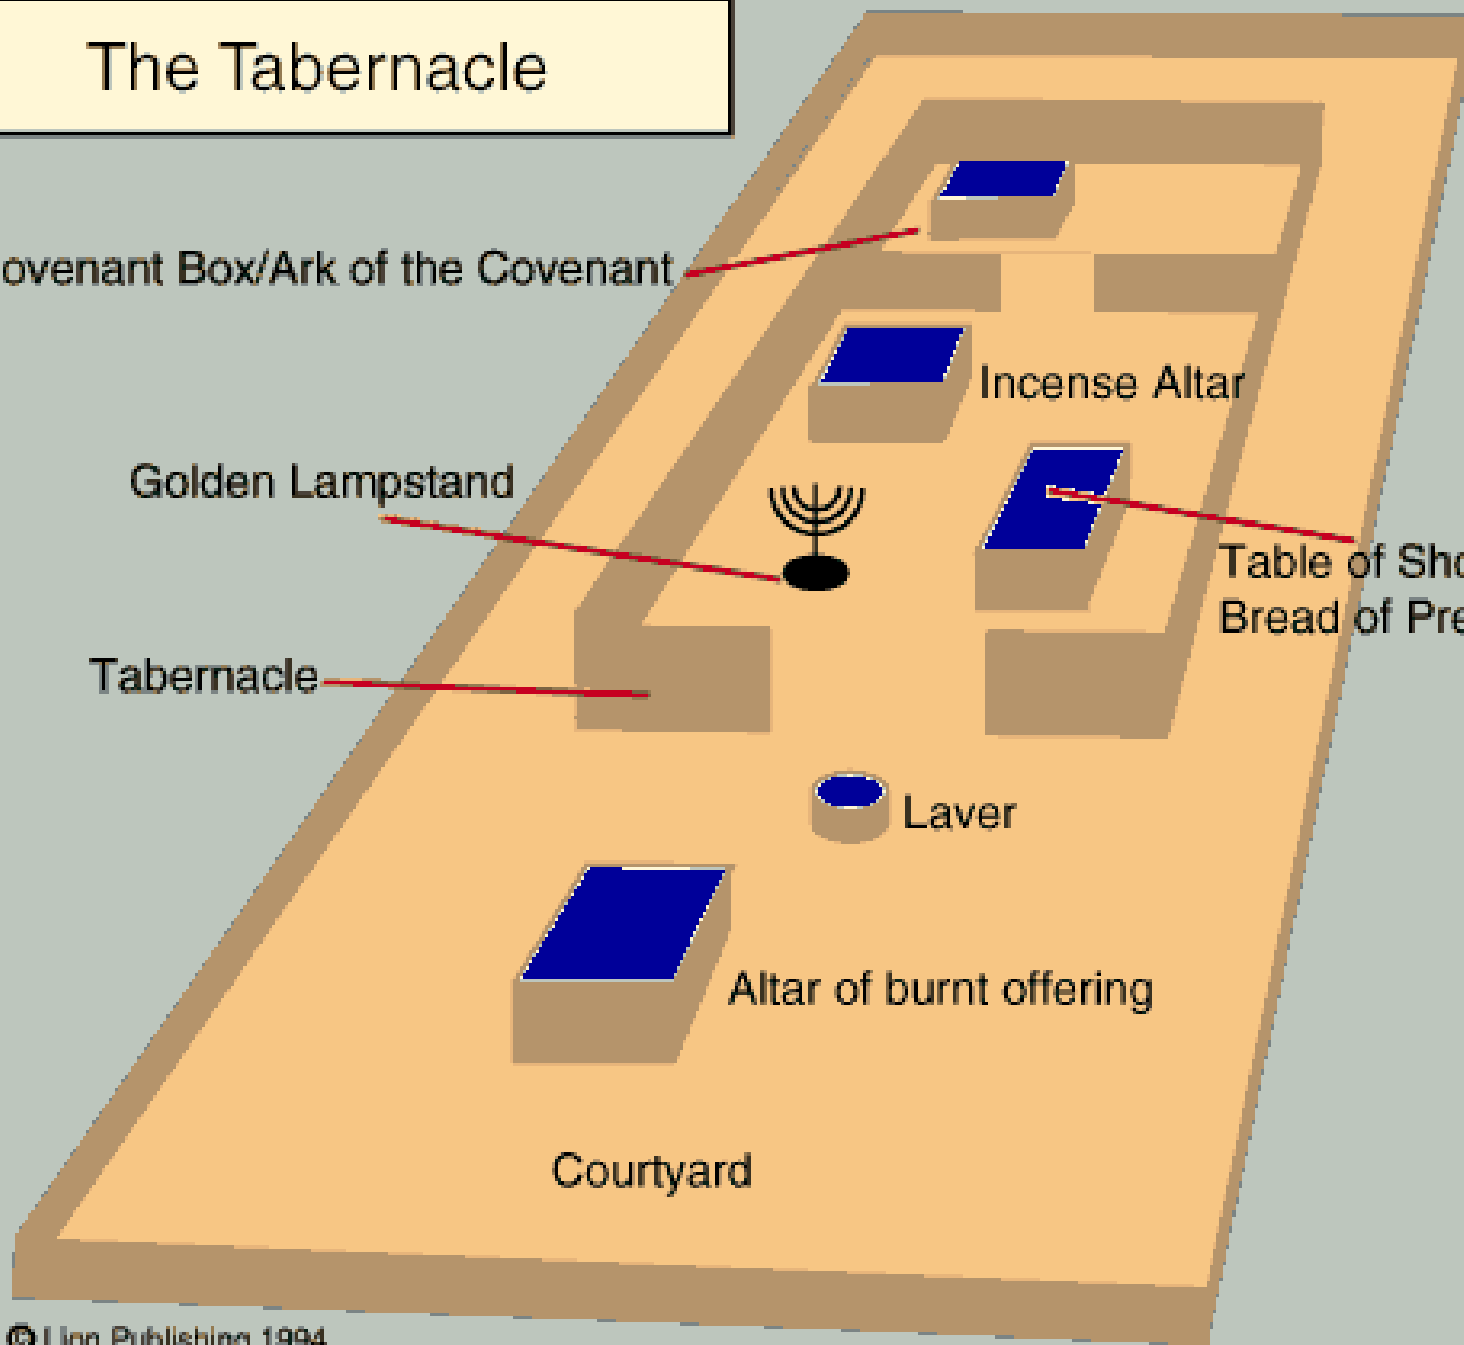 The Tabernacle
ovenant Box/Ark of the Covenant
Incense Altar
Golden Lampstand
Table of Sho
Bread of Pre
Tabernacle
Laver
Altar of burnt offering
Courtyard
© Lion Publishing 1994